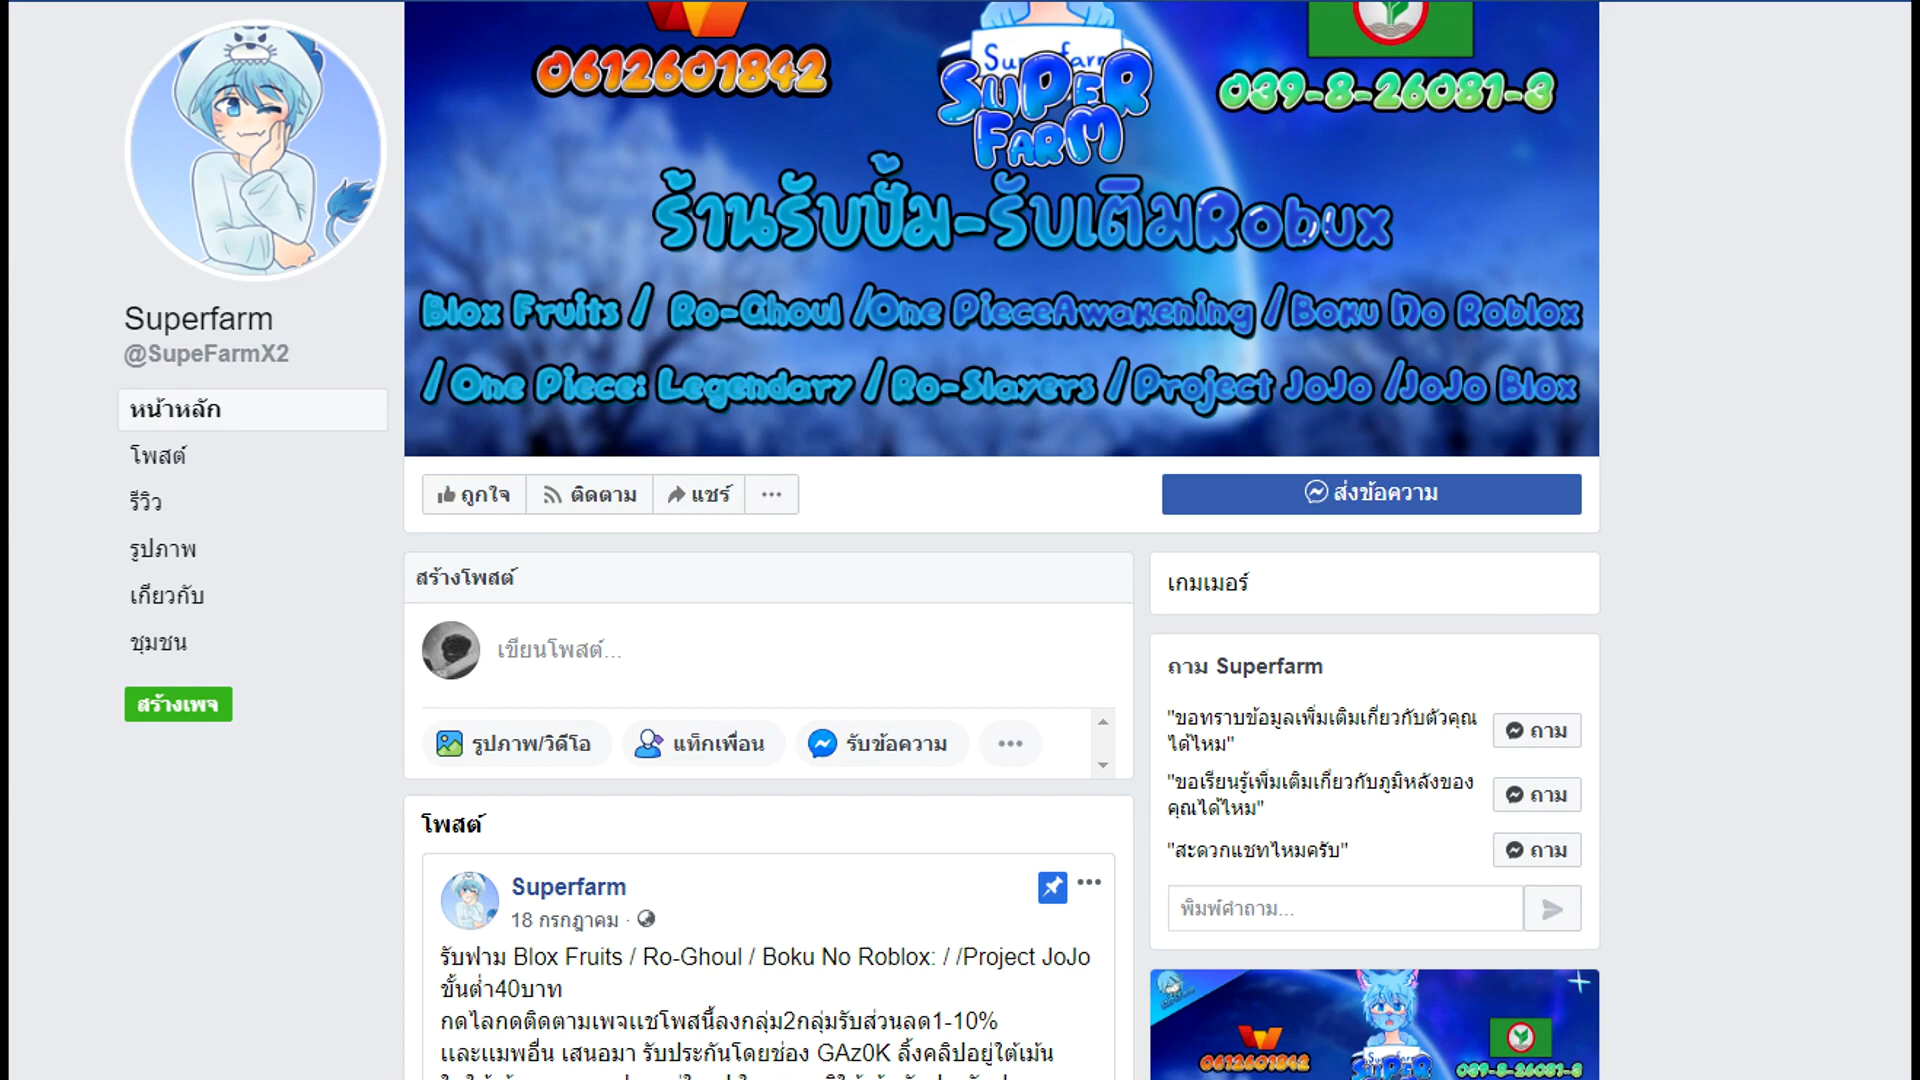 0612601842
Superfarm
SUPER FARM
039-8-26081-3
ร้านรับปั้ม-รับเติมRobux
Blox Fruits / Ro-Ghoul /One PieceAwakening / Boku No Roblox
/ One Piece: Legendary / Ro-Slayers / Project JoJo /JoJo Blox
Superfarm
@SupeFarmX2
หน้าหลัก
โพสต์
รีวิว
รูปภาพ
เกี่ยวกับ
ชุมชน
สร้างเพจ
ถูกใจ
ติดตาม
แชร์
ส่งข้อความ
สร้างโพสต์
เขียนโพสต์...
รูปภาพ/วิดีโอ
แท็กเพื่อน
รับข้อความ
โพสต์
Superfarm
18 กรกฎาคม ·
รับฟาม Blox Fruits / Ro-Ghoul / Boku No Roblox: / /Project JoJo
ขั้นต่ำ40บาท
กดไลกดติดตามเพจแชโพสนี้ลงกลุ่ม2กลุ่มรับส่วนลด1-10%
และแมพอื่น เสนอมา รับประกันโดยช่อง GAz0K ลิ้งคลิปอยู่ใต้เม้น
เกมเมอร์
ถาม Superfarm
"ขอทราบข้อมูลเพิ่มเติมเกี่ยวกับตัวคุณ
ได้ไหม"
ถาม
"ขอเรียนรู้เพิ่มเติมเกี่ยวกับภูมิหลังของ
คุณได้ไหม"
ถาม
"สะดวกแชทไหมครับ"
ถาม
พิมพ์คำถาม...
0612601842
Superfarm
SUPER
039-8-26081-3